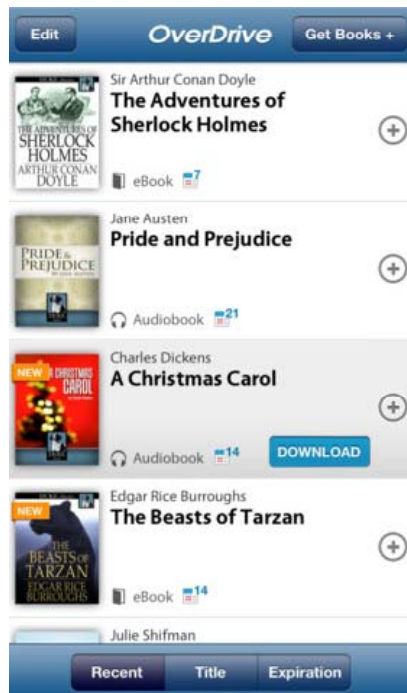 Edit OverDrive Get Books +
Sir Arthur Conan Doyle
The Adventures of
Sherlock Holmes
THE ADVENTURES OF
SHERLOCK
HOLMES
ARTHUR CONAN
DOYLE
eBook 7
Jane Austen
Pride and Prejudice
PRIDE &
PREJUDICE
Audiobook 21
Charles Dickens
A Christmas Carol
NEW
A CHRISTMAS
CAROL
Audiobook 14 DOWNLOAD
Edgar Rice Burroughs
The Beasts of Tarzan
NEW
THE
BEASTS OF
TARZAN
EDGAR RICE
BURROUGHS
eBook 14
Julie Shifman
Recent Title Expiration